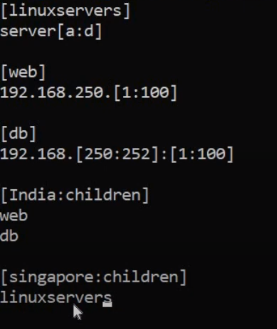 [linuxservers]
server[a:d]
[web]
192.168.250.[1:100]
[db]
192.168.[250:252]:[1:100]
[India:children]
web
db
[singapore:children]
linuxservers